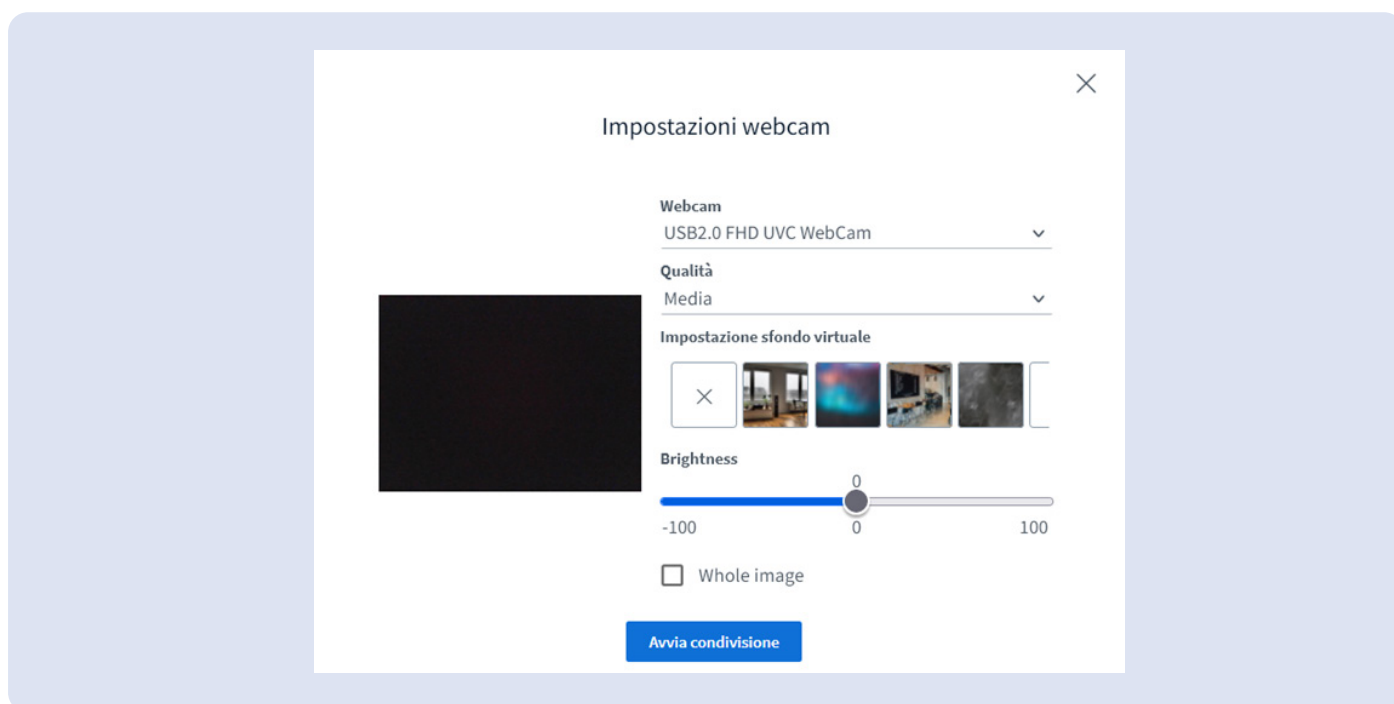 Impostazioni webcam
Webcam
USB2.0 FHD UVC WebCam
Qualità
Media
Impostazione sfondo virtuale
Brightness
0
-100 0 100
Whole image
Avvia condivisione